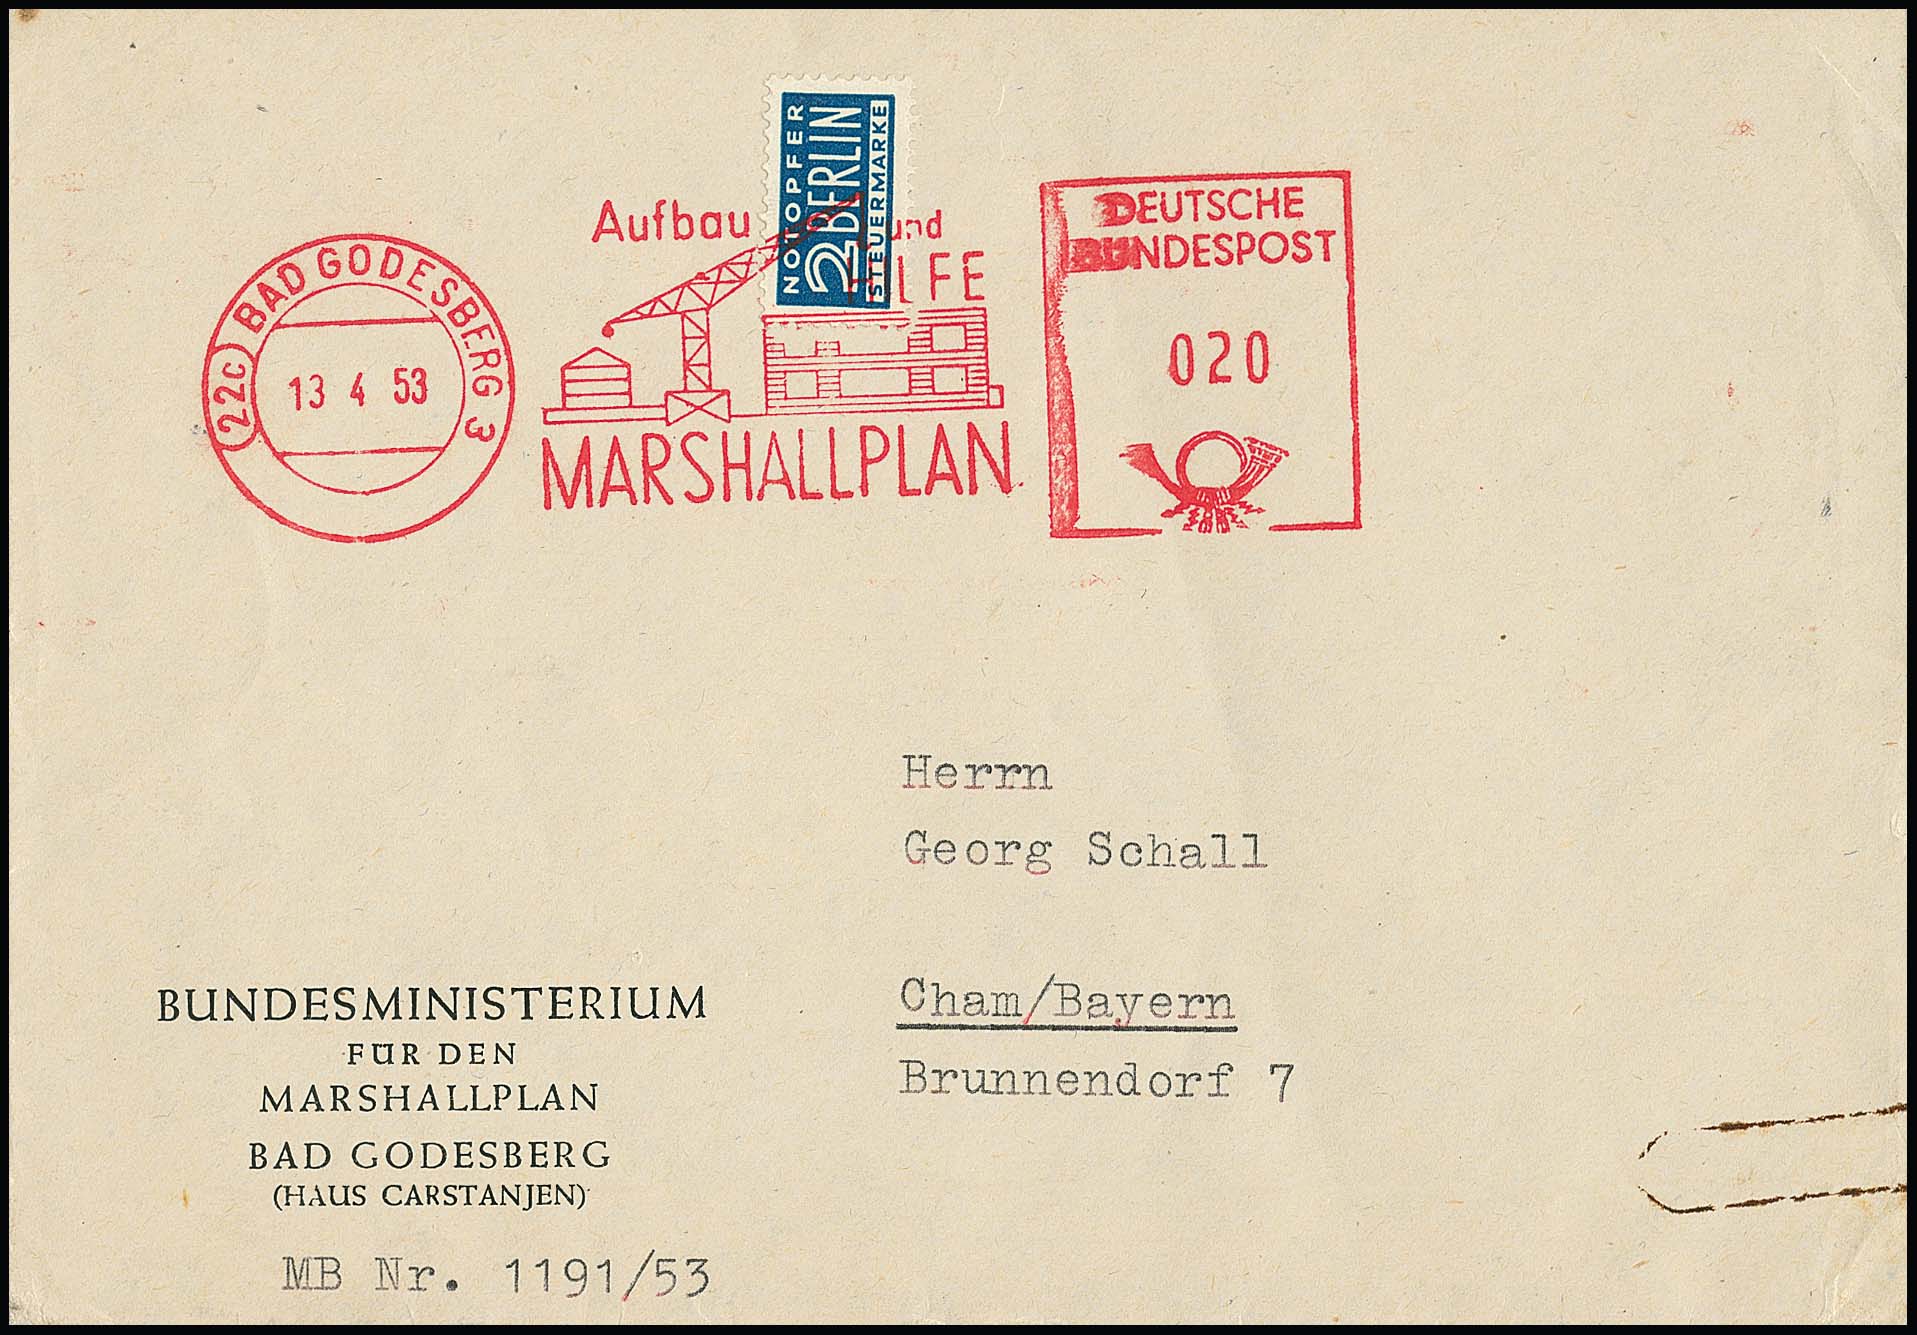 NOTOPFER
2 BERLIN
STEUERMARKE
Aufbau und
HILFE
MARSHALLPLAN
(22c) BAD GODESBERG 3
13 4 53
DEUTSCHE
BUNDESPOST
020
Herrn
Georg Schall
Cham/Bayern
Brunnendorf 7
BUNDESMINISTERIUM
FÜR DEN
MARSHALLPLAN
BAD GODESBERG
(HAUS CARSTANJEN)
MB Nr. 1191/53